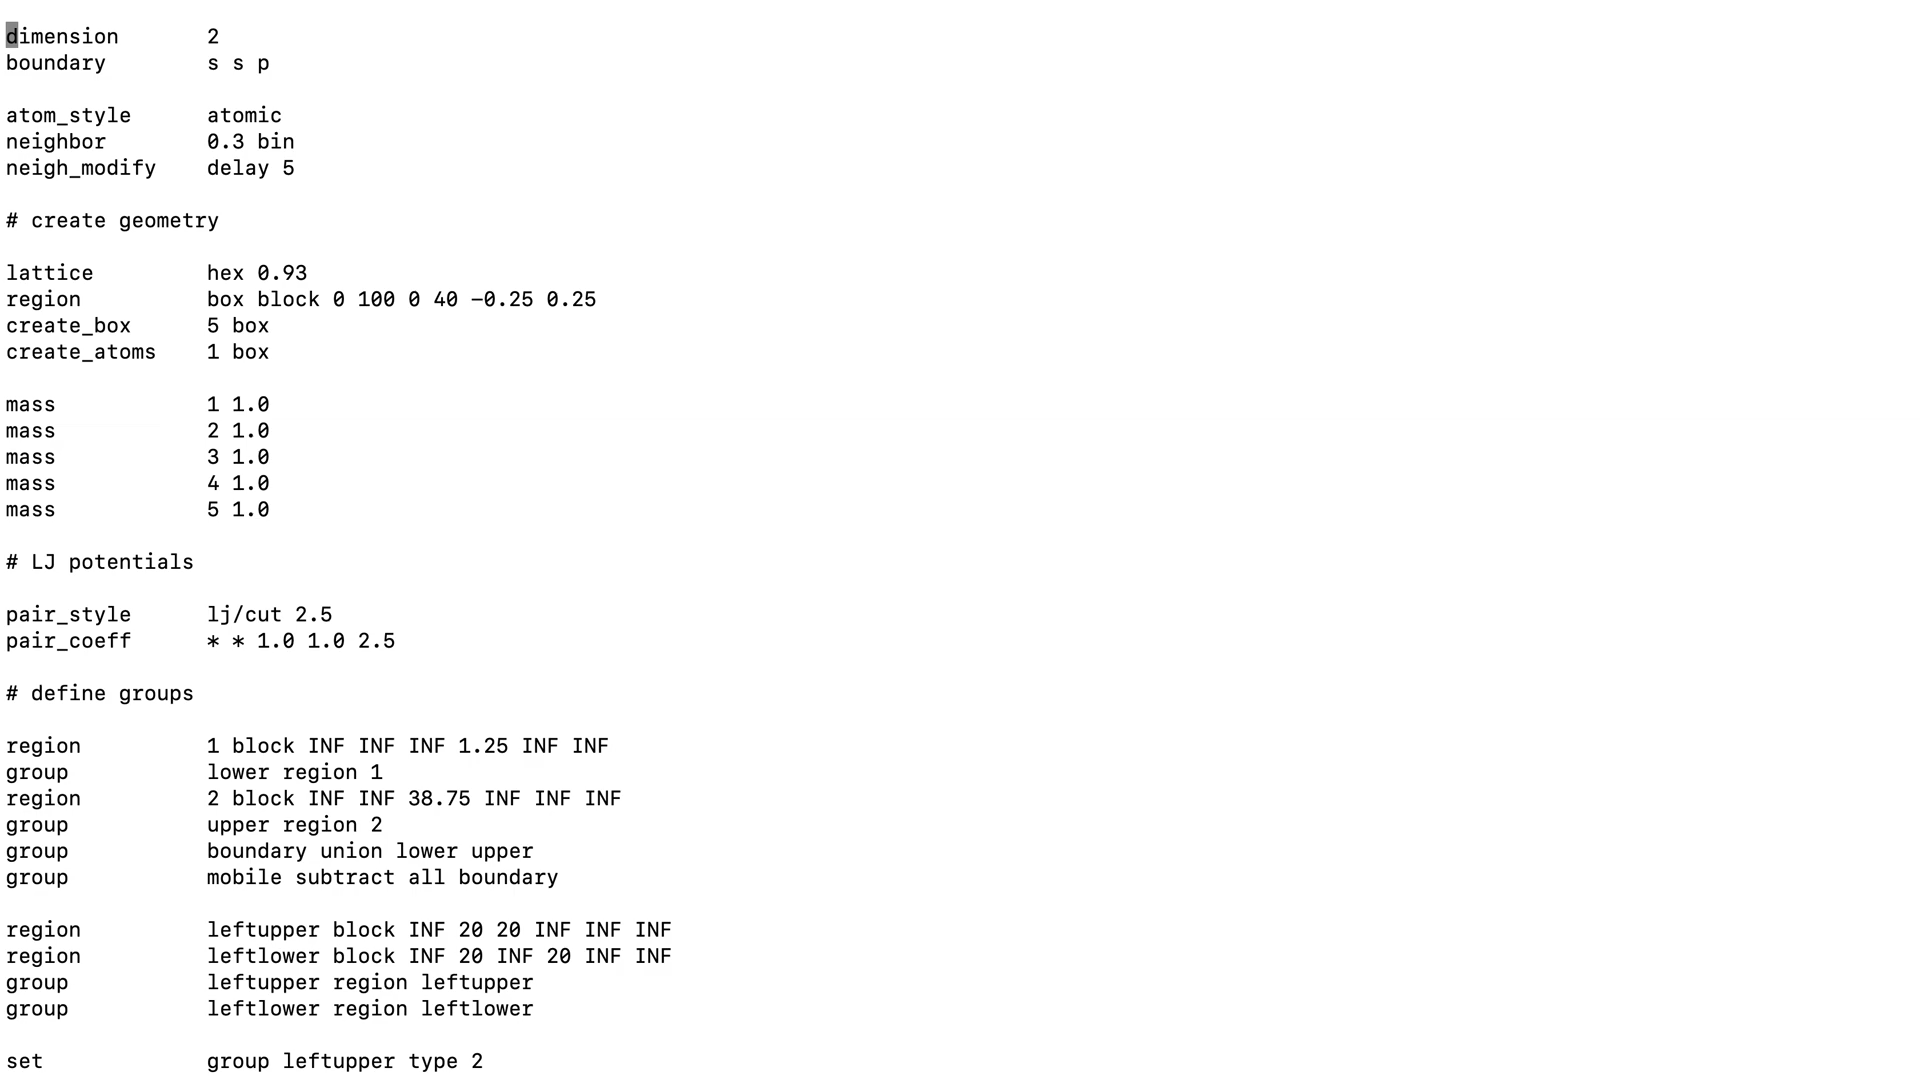 dimension 2
boundary s s p
atom_style atomic
neighbor 0.3 bin
neigh_modify delay 5
# create geometry
lattice hex 0.93
region box block 0 100 0 40 -0.25 0.25
create_box 5 box
create_atoms 1 box
mass 1 1.0
mass 2 1.0
mass 3 1.0
mass 4 1.0
mass 5 1.0
# LJ potentials
pair_style lj/cut 2.5
pair_coeff * * 1.0 1.0 2.5
# define groups
region 1 block INF INF INF 1.25 INF INF
group lower region 1
region 2 block INF INF 38.75 INF INF INF
group upper region 2
group boundary union lower upper
group mobile subtract all boundary
region leftupper block INF 20 20 INF INF INF
region leftlower block INF 20 INF 20 INF INF
group leftupper region leftupper
group leftlower region leftlower
set group leftupper type 2